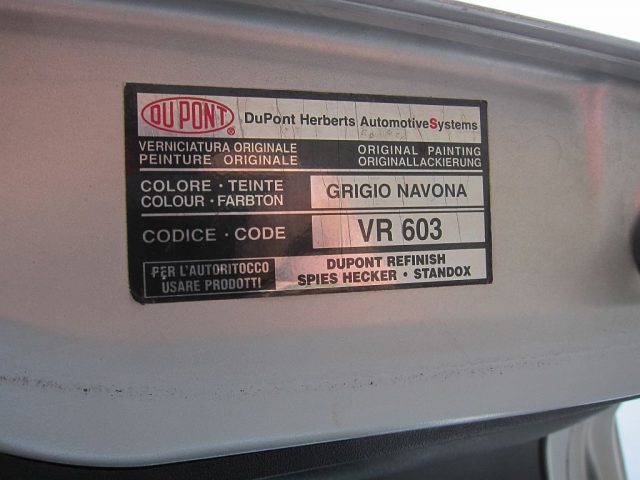 DU PONT ® DuPont Herberts AutomotiveSystems
VERNICIATURA ORIGINALE ORIGINAL PAINTING
PEINTURE ORIGINALE ORIGINALLACKIERUNG
COLORE · TEINTE GRIGIO NAVONA
COLOUR · FARBTON
CODICE · CODE VR 603
PER L'AUTORITOCCO DUPONT REFINISH
USARE PRODOTTI SPIES HECKER · STANDOX